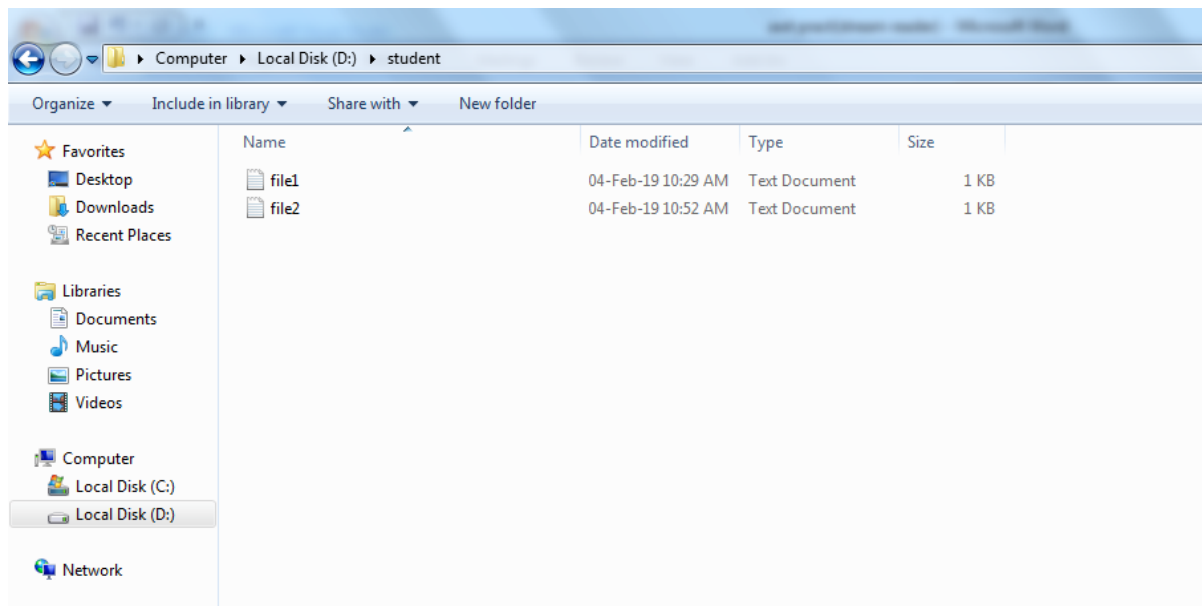 Computer Local Disk (D:) student
Organize Include in library Share with New folder
Favorites
Desktop
Downloads
Recent Places
Libraries
Documents
Music
Pictures
Videos
Computer
Local Disk (C:)
Local Disk (D:)
Network
Name Date modified Type Size
file1 04-Feb-19 10:29 AM Text Document 1 KB
file2 04-Feb-19 10:52 AM Text Document 1 KB